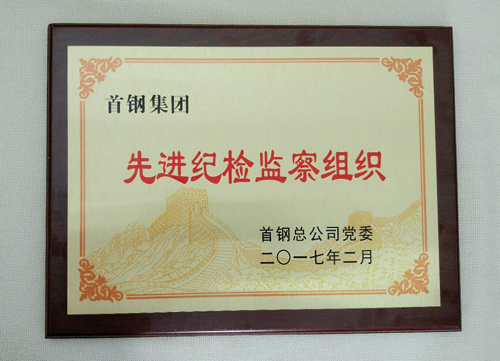 首钢集团
先进纪检监察组织
首钢总公司党委
二〇一七年二月